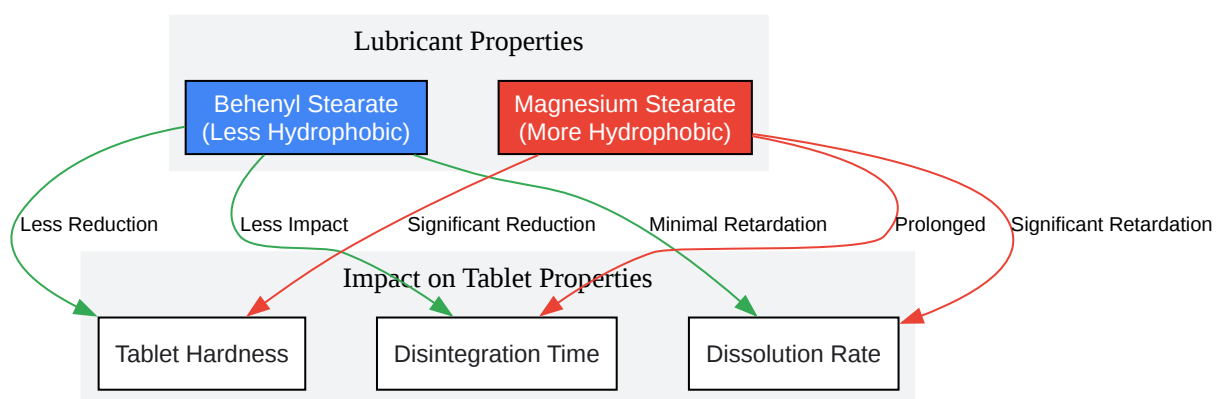 Lubricant Properties
Behenyl Stearate
(Less Hydrophobic)
Magnesium Stearate
(More Hydrophobic)
Less Reduction
Less Impact
Significant Reduction
Minimal Retardation
Prolonged
Significant Retardation
Impact on Tablet Properties
Tablet Hardness
Disintegration Time
Dissolution Rate